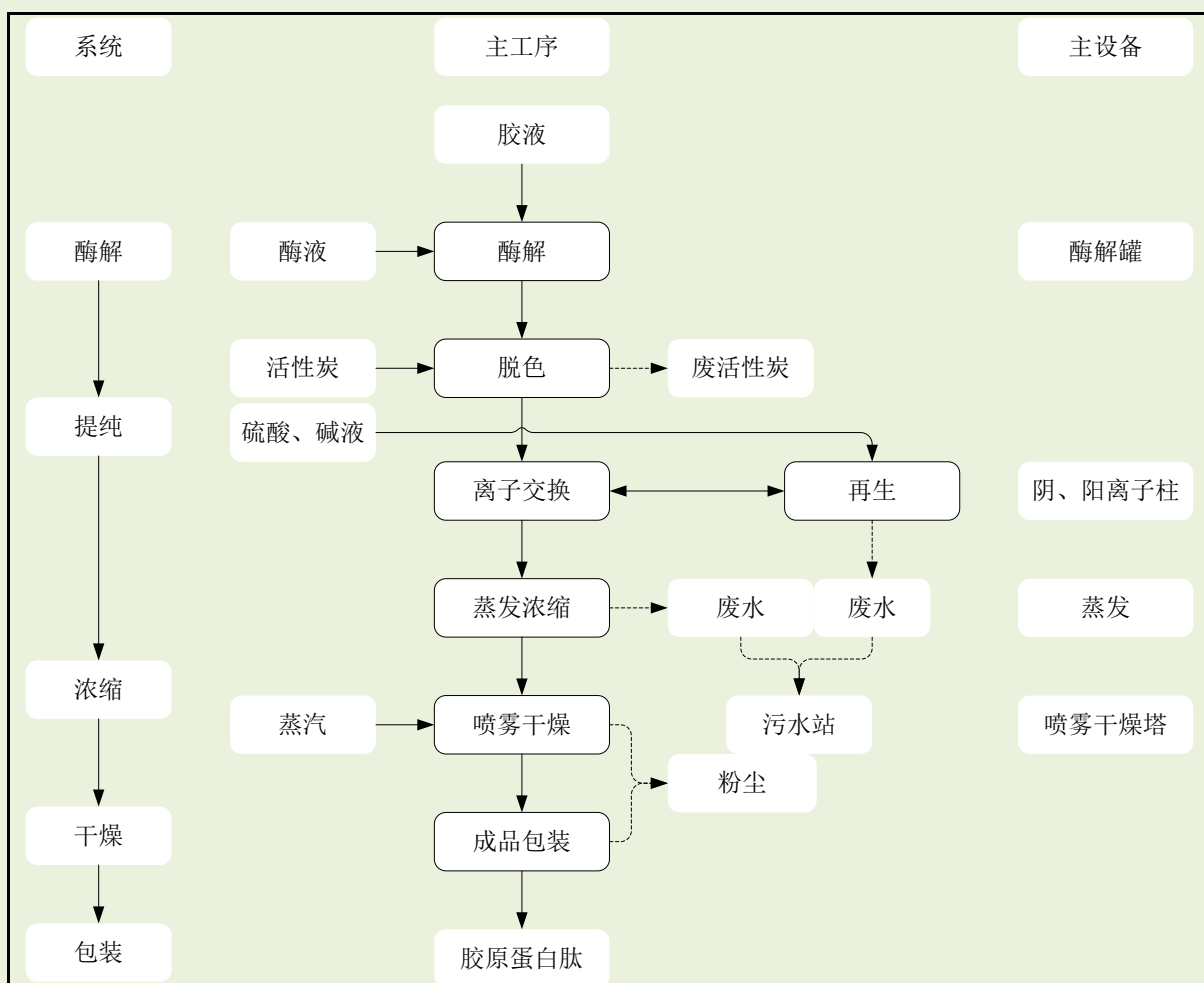 系统
主工序
主设备
胶液
酶解
酶液
酶解
酶解罐
活性炭
脱色
废活性炭
提纯
硫酸、碱液
离子交换
再生
阴、阳离子柱
蒸发浓缩
废水
废水
蒸发
浓缩
蒸汽
喷雾干燥
污水站
喷雾干燥塔
粉尘
干燥
成品包装
包装
胶原蛋白肽